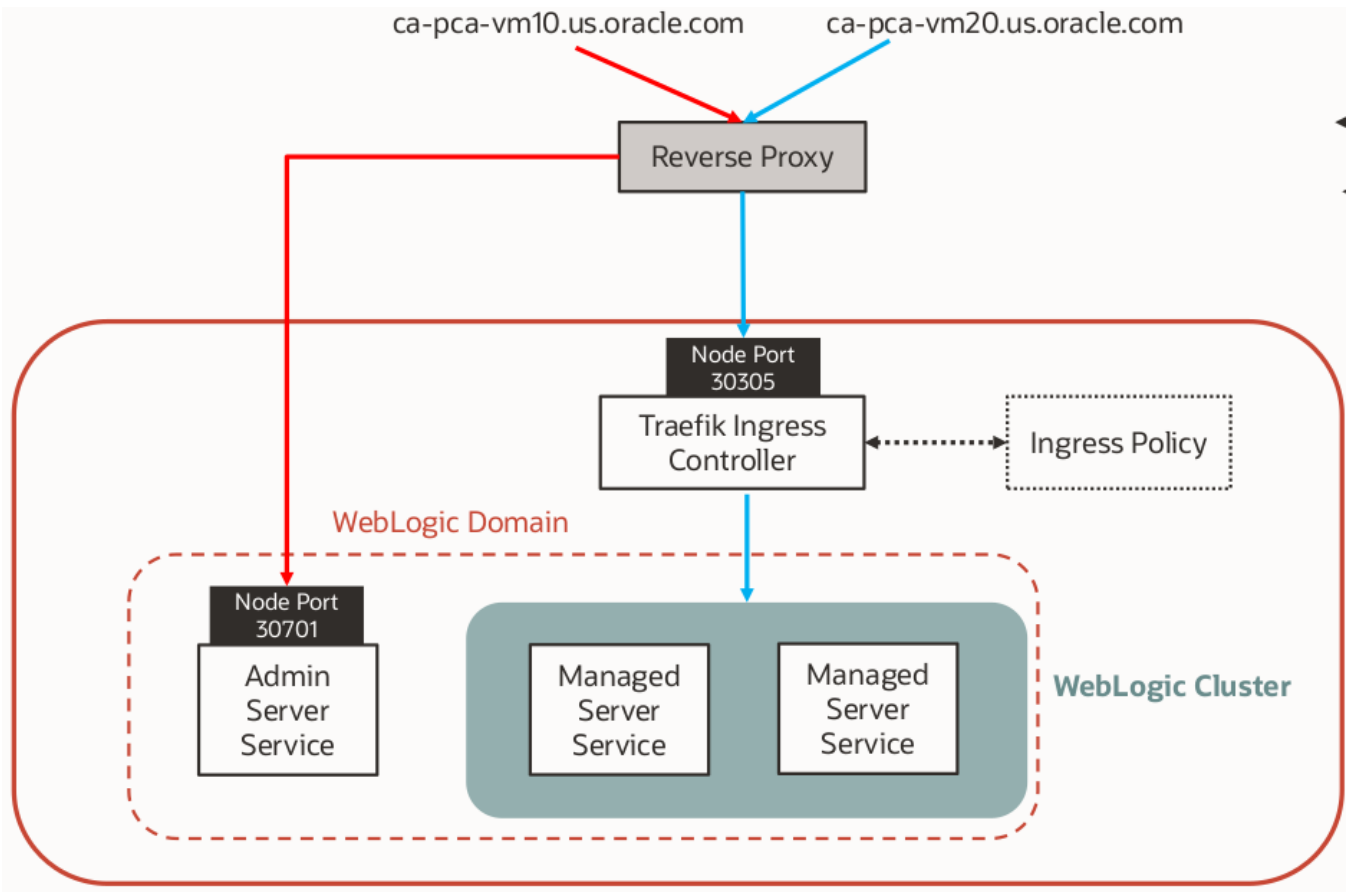 ca-pca-vm10.us.oracle.com
ca-pca-vm20.us.oracle.com
Reverse Proxy
Node Port
30305
Traefik Ingress
Controller
Ingress Policy
WebLogic Domain
Node Port
30701
Admin
Server
Service
Managed
Server
Service
Managed
Server
Service
WebLogic Cluster